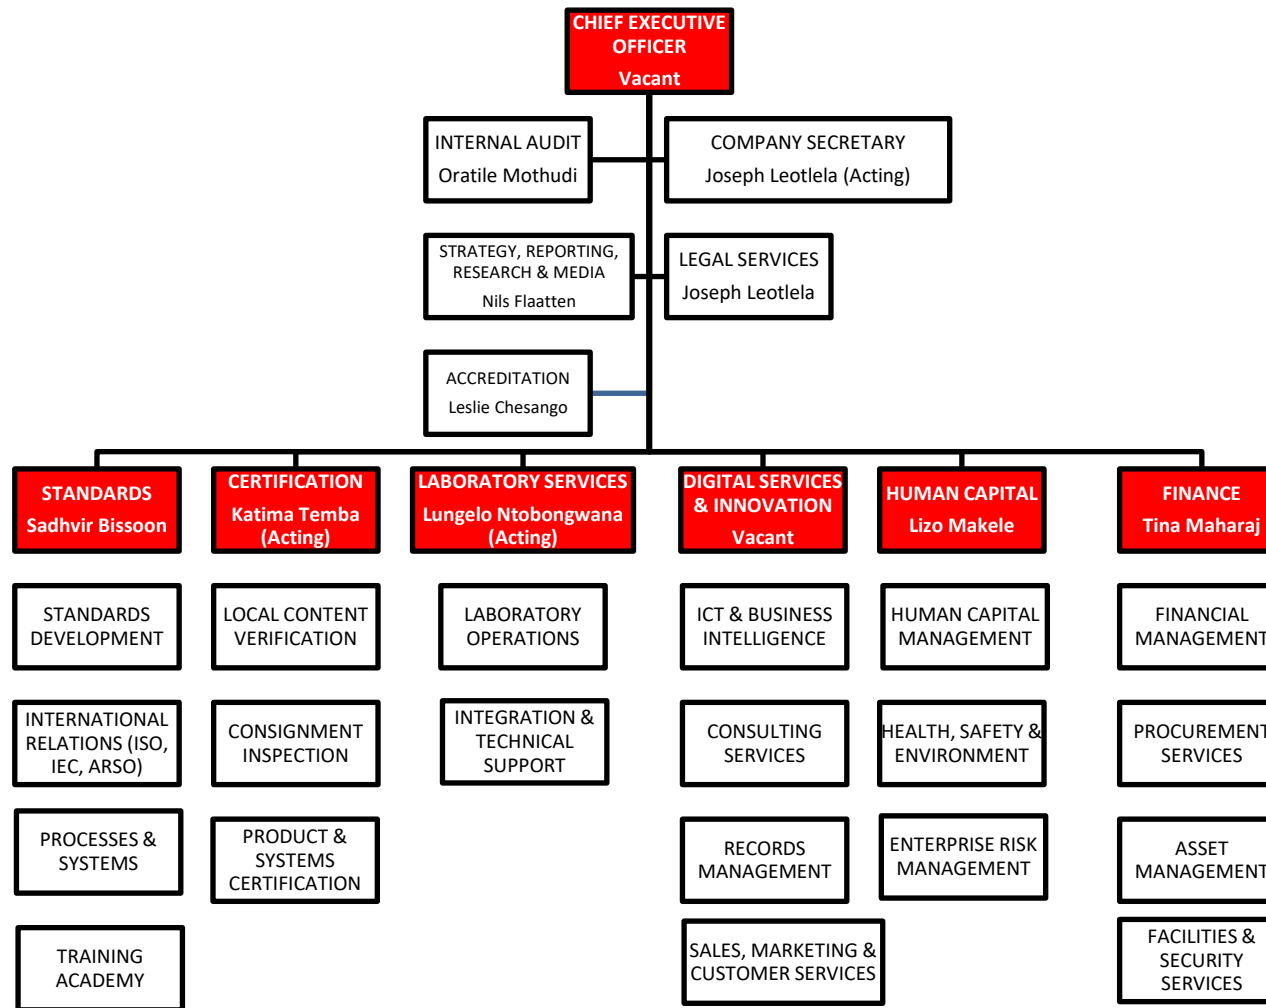 CHIEF EXECUTIVE
OFFICER
Vacant
INTERNAL AUDIT
Oratile Mothudi
COMPANY SECRETARY
Joseph Leotlela (Acting)
STRATEGY, REPORTING,
RESEARCH & MEDIA
Nils Flaatten
LEGAL SERVICES
Joseph Leotlela
ACCREDITATION
Leslie Chesango
STANDARDS
Sadhvir Bissoon
CERTIFICATION
Katima Temba
(Acting)
LABORATORY SERVICES
Lungelo Ntobongwana
(Acting)
DIGITAL SERVICES
& INNOVATION
Vacant
HUMAN CAPITAL
Lizo Makele
FINANCE
Tina Maharaj
STANDARDS
DEVELOPMENT
LOCAL CONTENT
VERIFICATION
LABORATORY
OPERATIONS
ICT & BUSINESS
INTELLIGENCE
HUMAN CAPITAL
MANAGEMENT
FINANCIAL
MANAGEMENT
INTERNATIONAL
RELATIONS (ISO,
IEC, ARSO)
CONSIGNMENT
INSPECTION
INTEGRATION &
TECHNICAL
SUPPORT
CONSULTING
SERVICES
HEALTH, SAFETY &
ENVIRONMENT
PROCUREMENT
SERVICES
PROCESSES &
SYSTEMS
PRODUCT &
SYSTEMS
CERTIFICATION
RECORDS
MANAGEMENT
ENTERPRISE RISK
MANAGEMENT
ASSET
MANAGEMENT
TRAINING
ACADEMY
SALES, MARKETING &
CUSTOMER SERVICES
FACILITIES &
SECURITY
SERVICES